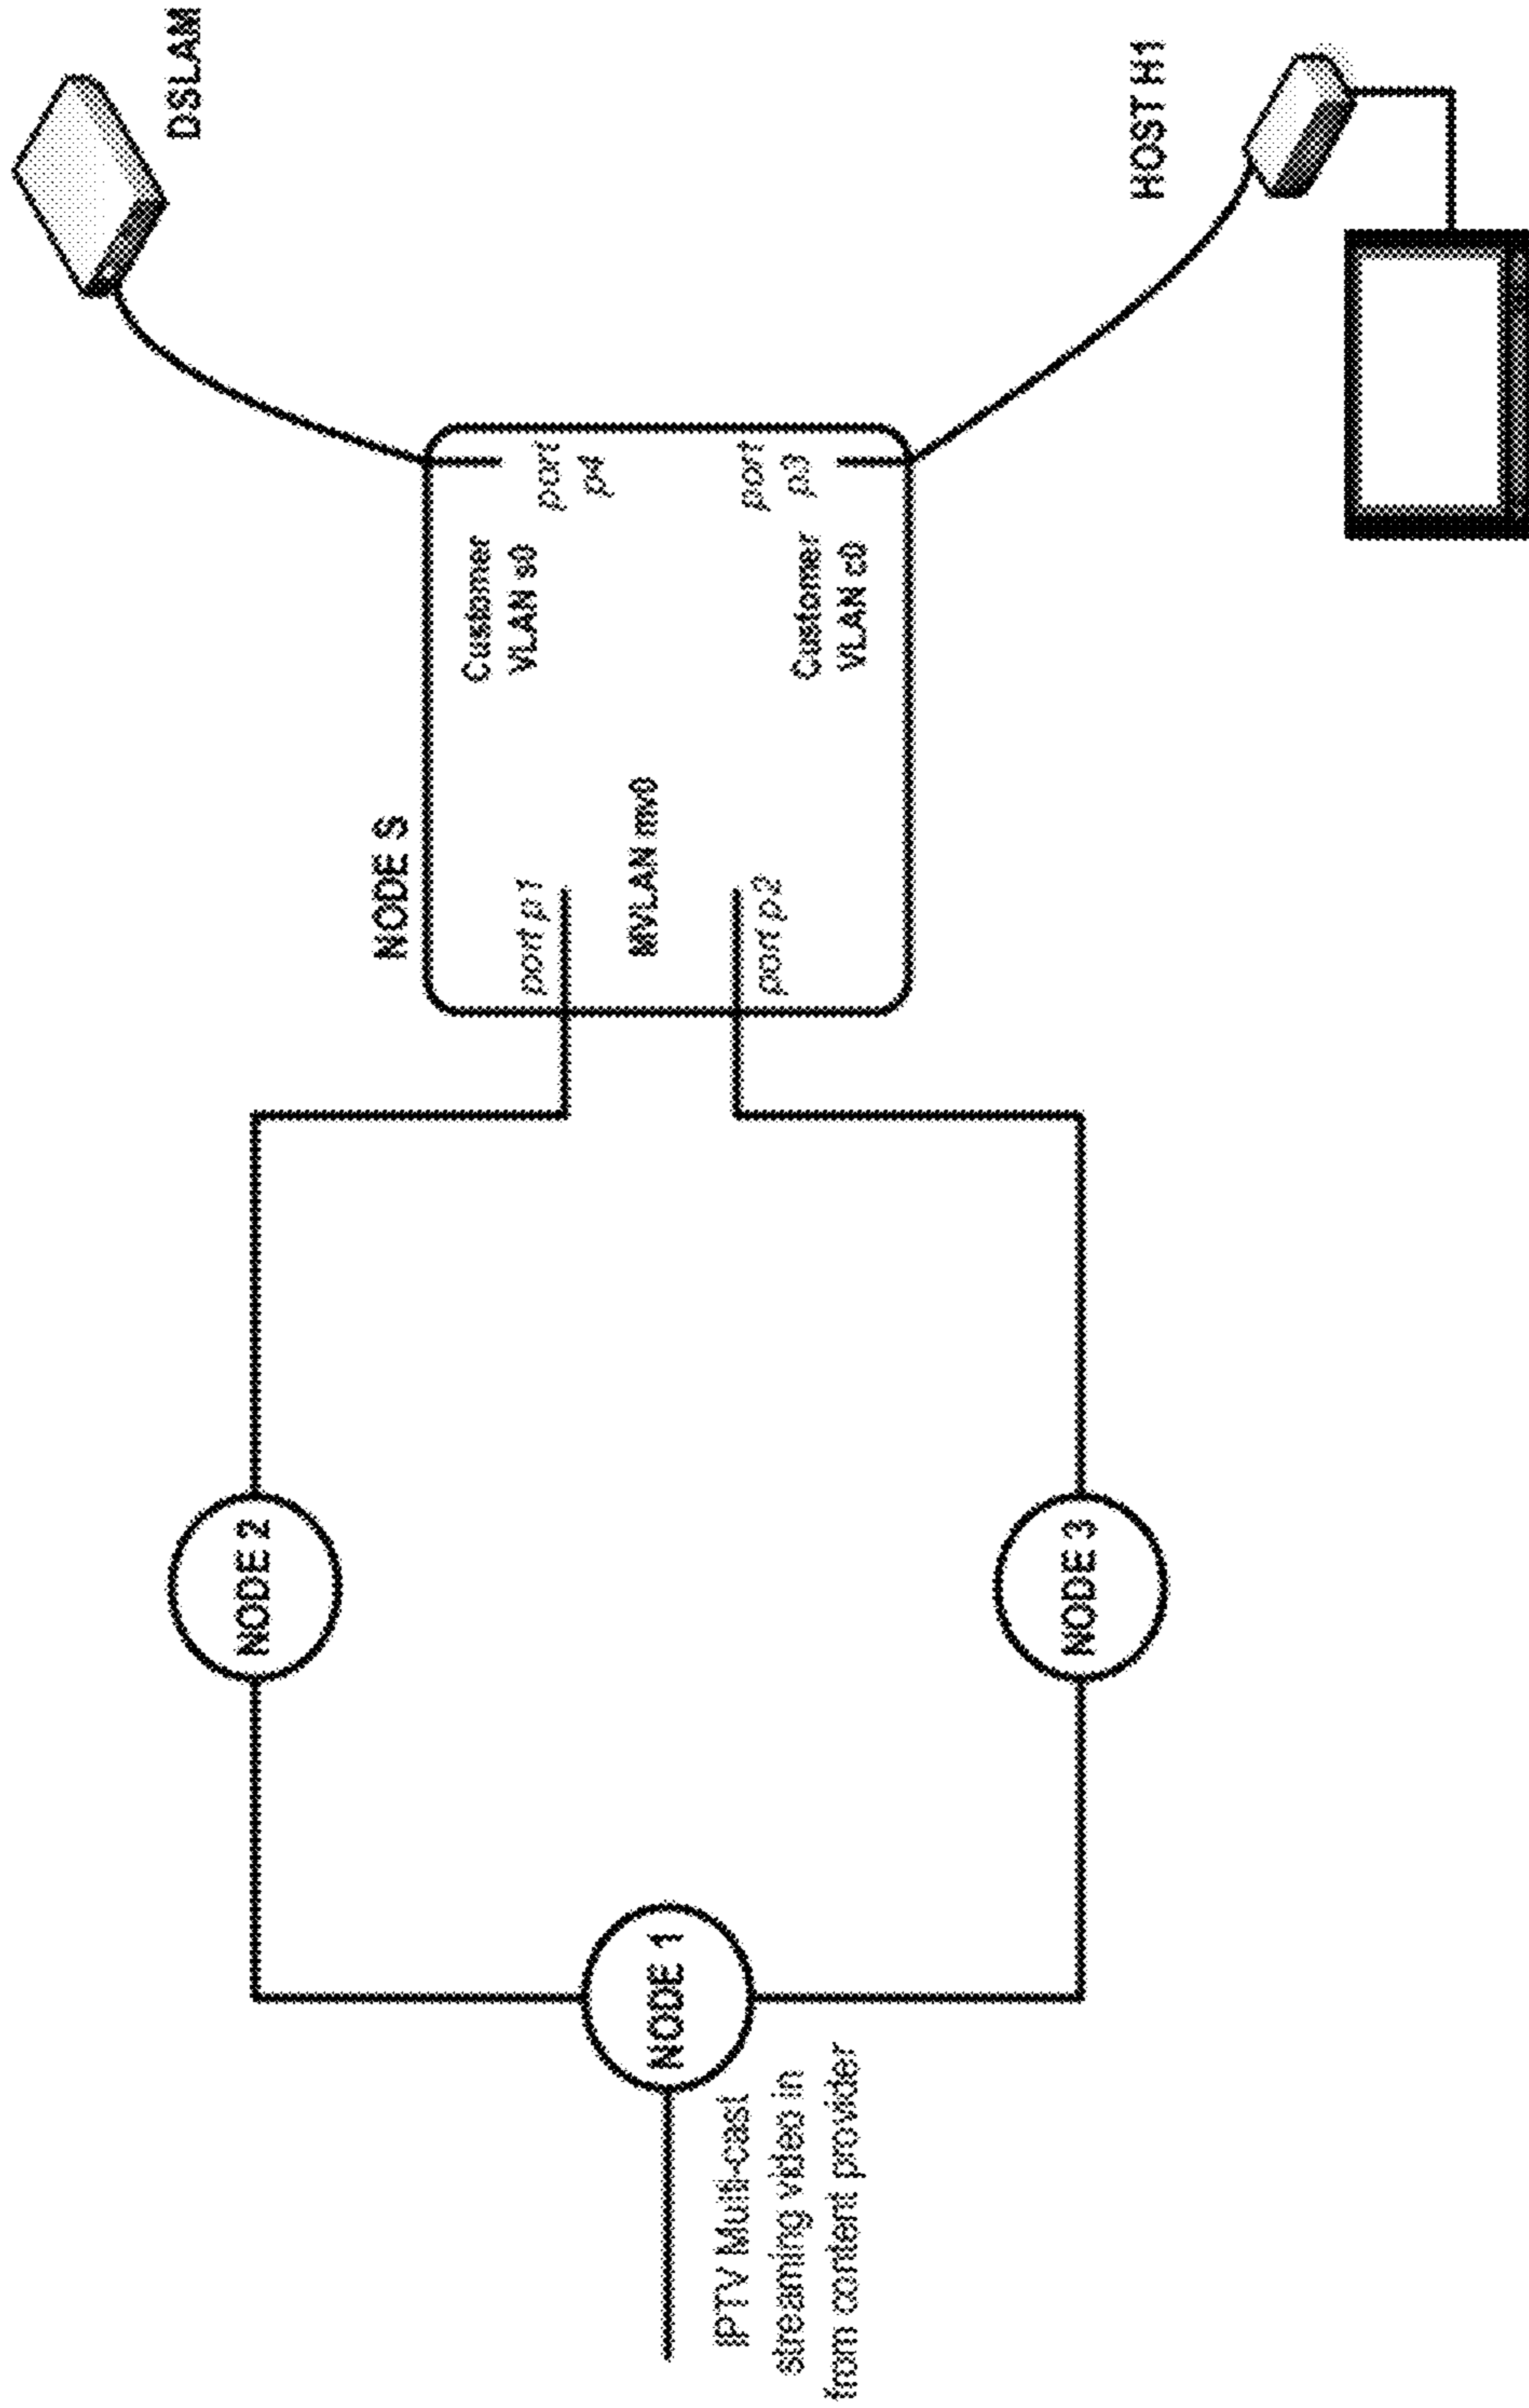 DSLAM
NODE S
Customer
VLAN s0
port
p4
port p1
MVLAN mv0
port p2
port
p3
Customer
VLAN c0
HOST H1
NODE 2
NODE 1
NODE 3
IPTV Multi-cast
streaming video in
from content provider